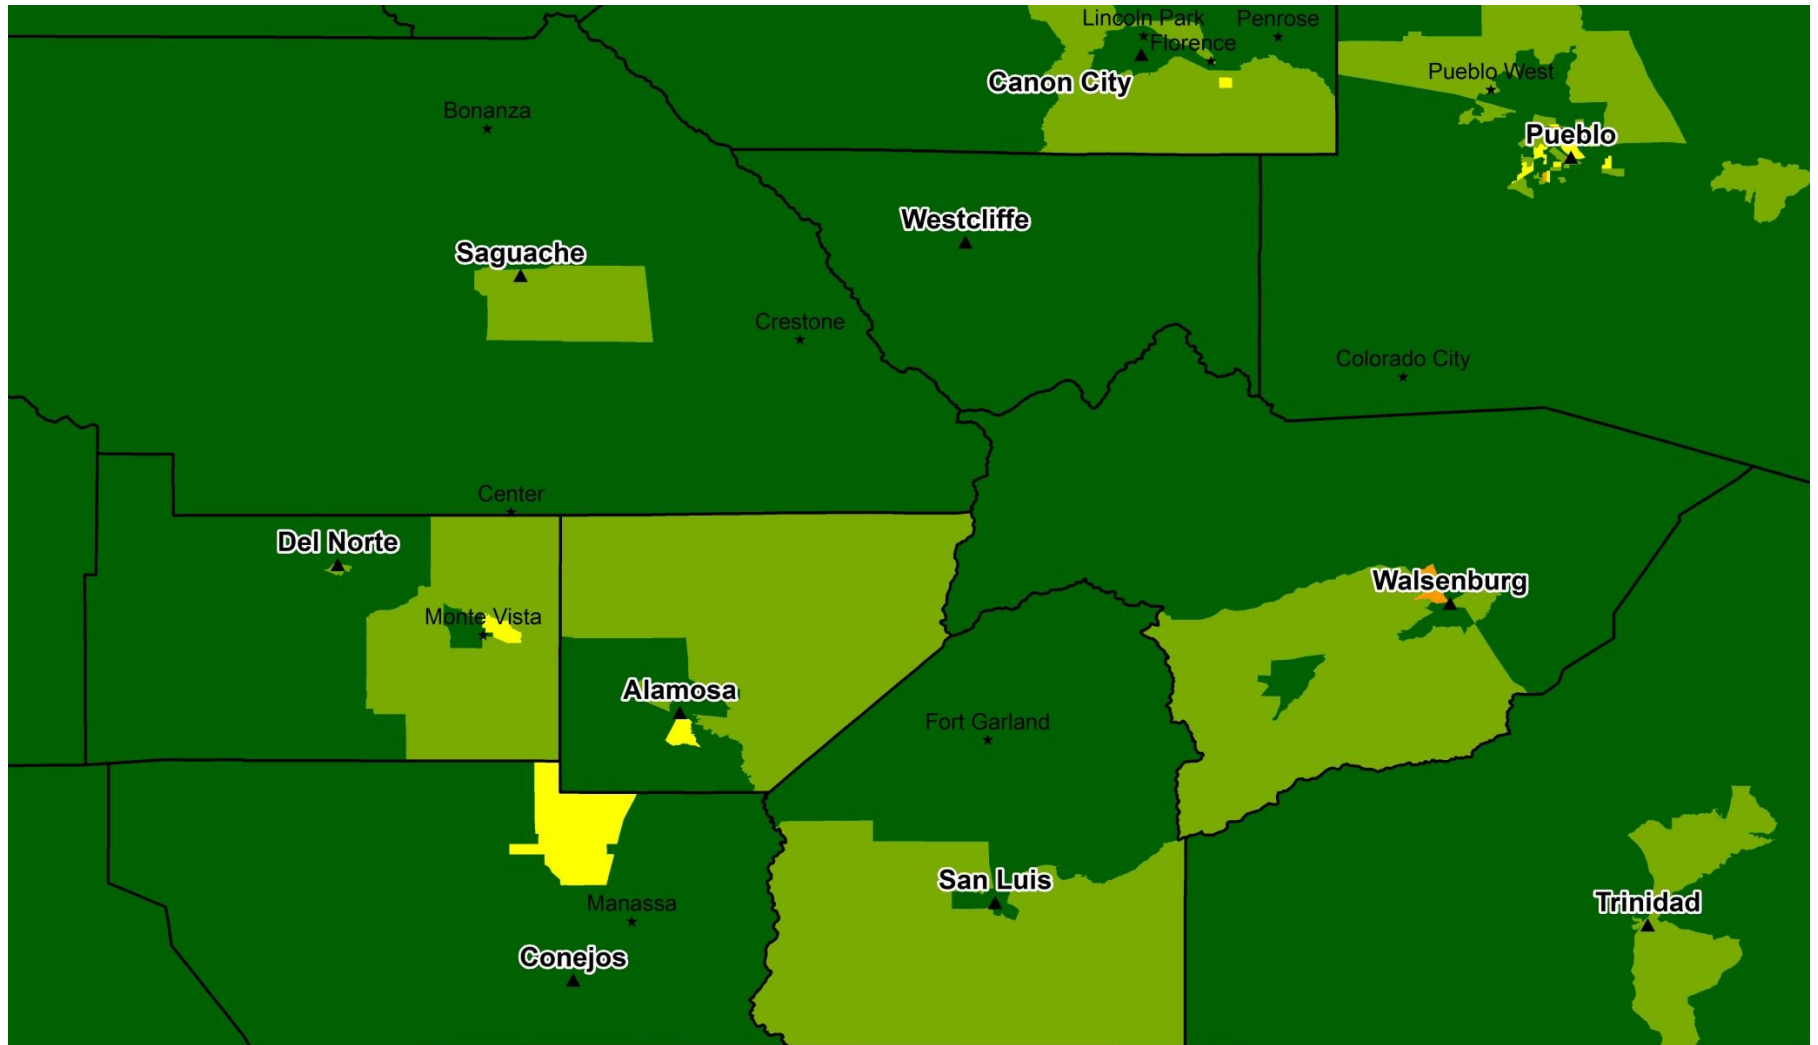 Lincoln Park
Penrose
Florence
Canon City
Pueblo West
Bonanza
Pueblo
Westcliffe
Saguache
Crestone
Colorado City
Center
Del Norte
Walsenburg
Monte Vista
Alamosa
Fort Garland
San Luis
Manassa
Trinidad
Conejos